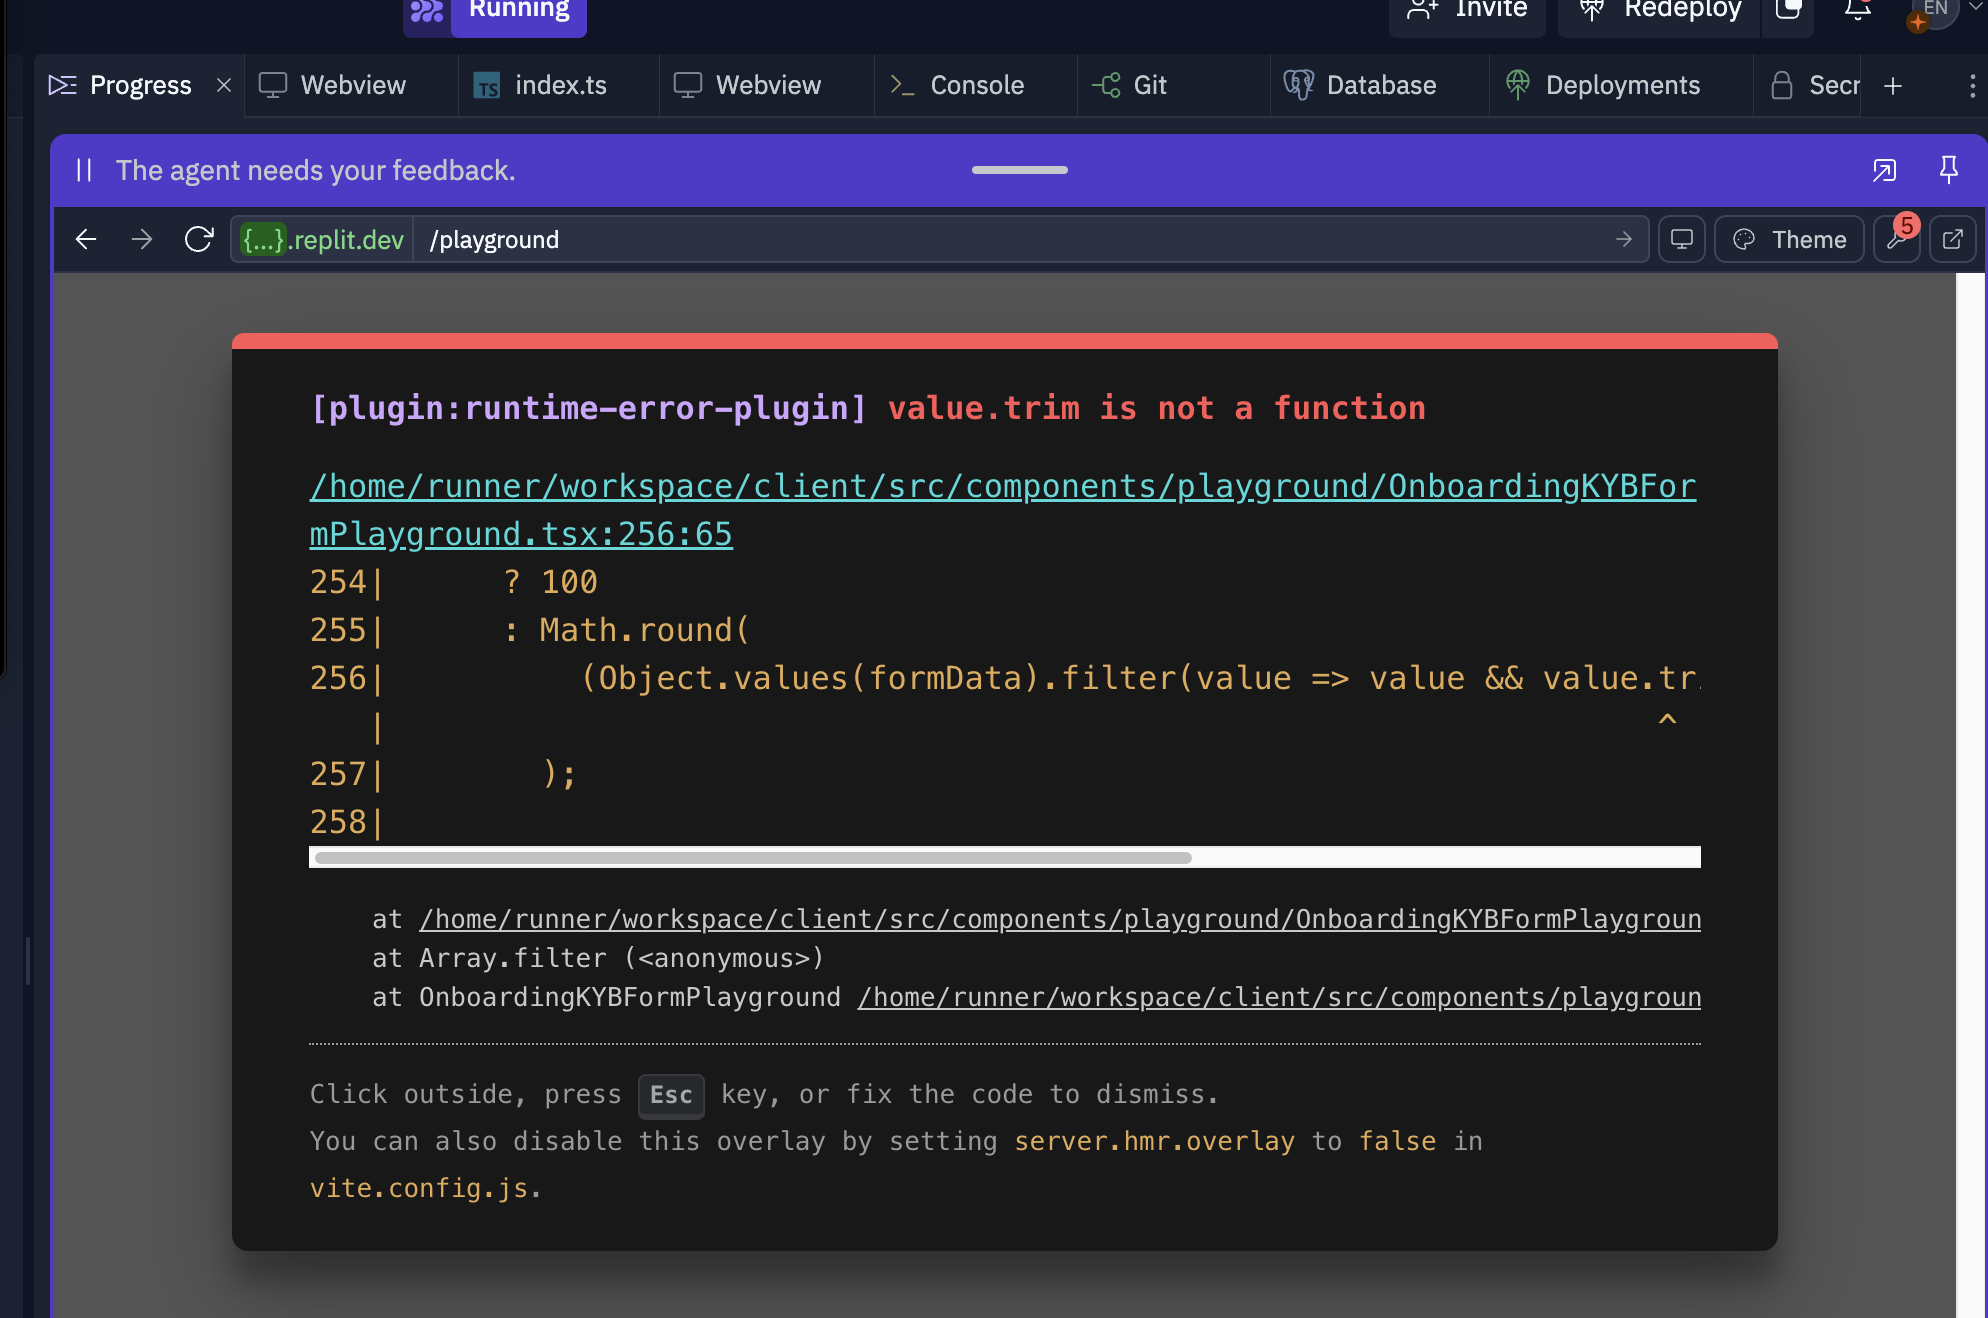 Running
Invite
Redeploy
EN
Progress
Webview
TS index.ts
Webview
Console
Git
Database
Deployments
Secr
The agent needs your feedback.
{...}.replit.dev
/playground
Theme
5
[plugin:runtime-error-plugin] value.trim is not a function
/home/runner/workspace/client/src/components/playground/OnboardingKYBFor
mPlayground.tsx:256:65
254|      ? 100
255|      : Math.round(
256|          (Object.values(formData).filter(value => value && value.tr
|                                                                 ^
257|        );
258|
at /home/runner/workspace/client/src/components/playground/OnboardingKYBFormPlaygroun
at Array.filter (<anonymous>)
at OnboardingKYBFormPlayground /home/runner/workspace/client/src/components/playgroun
Click outside, press Esc key, or fix the code to dismiss.
You can also disable this overlay by setting server.hmr.overlay to false in
vite.config.js.